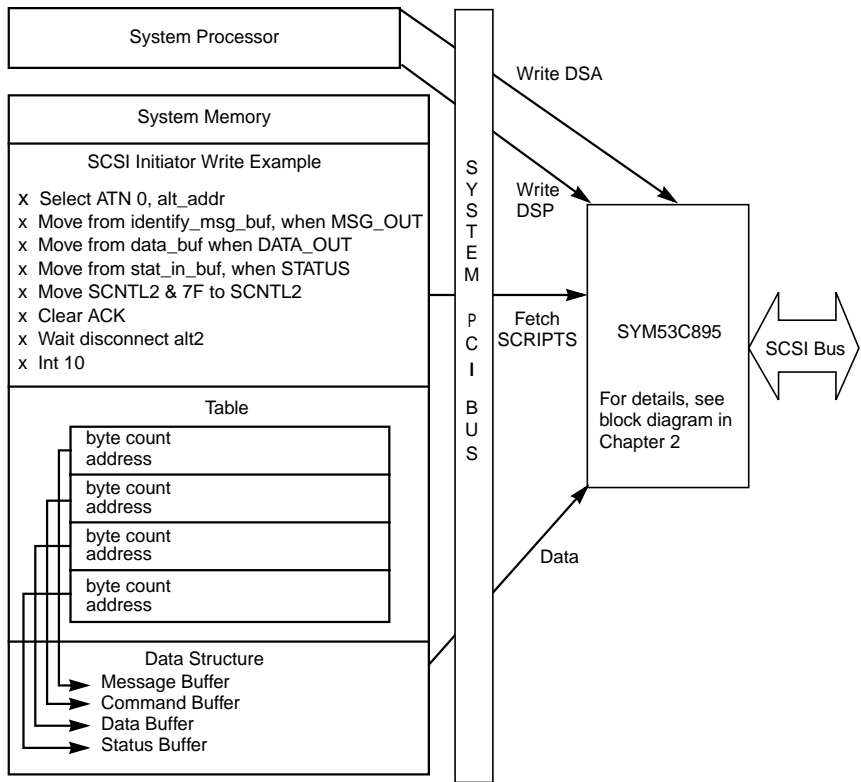 System Processor
System Memory
SCSI Initiator Write Example
x Select ATN 0, alt_addr
x Move from identify_msg_buf, when MSG_OUT
x Move from data_buf when DATA_OUT
x Move from stat_in_buf, when STATUS
x Move SCNTL2 & 7F to SCNTL2
x Clear ACK
x Wait disconnect alt2
x Int 10
Table
byte count
address
byte count
address
byte count
address
byte count
address
Data Structure
Message Buffer
Command Buffer
Data Buffer
Status Buffer
SYSTEM PCI BUS
Write DSA
Write
DSP
Fetch
SCRIPTS
Data
SYM53C895
For details, see
block diagram in
Chapter 2
SCSI Bus